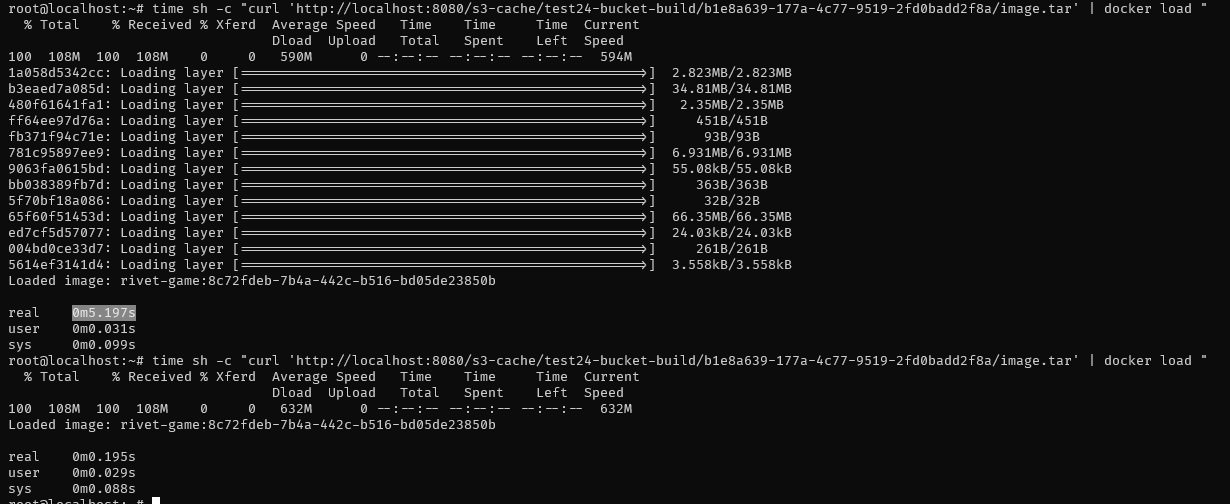 root@localhost:~# time sh -c "curl 'http://localhost:8080/s3-cache/test24-bucket-build/b1e8a639-177a-4c77-9519-2fd0badd2f8a/image.tar' | docker load "
  % Total    % Received % Xferd  Average Speed   Time    Time     Time  Current
                                 Dload  Upload   Total   Spent    Left  Speed
100  108M  100  108M    0     0   590M      0 --:--:-- --:--:-- --:--:--  594M
1a058d5342cc: Loading layer [==================================================>]  2.823MB/2.823MB
b3eaed7a085d: Loading layer [==================================================>]  34.81MB/34.81MB
480f61641fa1: Loading layer [==================================================>]   2.35MB/2.35MB
ff64ee97d76a: Loading layer [==================================================>]     451B/451B
fb371f94c71e: Loading layer [==================================================>]      93B/93B
781c95897ee9: Loading layer [==================================================>]  6.931MB/6.931MB
9063fa0615bd: Loading layer [==================================================>]  55.08kB/55.08kB
bb038389fb7d: Loading layer [==================================================>]     363B/363B
5f70bf18a086: Loading layer [==================================================>]      32B/32B
65f60f51453d: Loading layer [==================================================>]  66.35MB/66.35MB
ed7cf5d57077: Loading layer [==================================================>]  24.03kB/24.03kB
004bd0ce33d7: Loading layer [==================================================>]     261B/261B
5614ef3141d4: Loading layer [==================================================>]  3.558kB/3.558kB
Loaded image: rivet-game:8c72fdeb-7b4a-442c-b516-bd05de23850b
real    0m5.197s
user    0m0.031s
sys     0m0.099s
root@localhost:~# time sh -c "curl 'http://localhost:8080/s3-cache/test24-bucket-build/b1e8a639-177a-4c77-9519-2fd0badd2f8a/image.tar' | docker load "
  % Total    % Received % Xferd  Average Speed   Time    Time     Time  Current
                                 Dload  Upload   Total   Spent    Left  Speed
100  108M  100  108M    0     0   632M      0 --:--:-- --:--:-- --:--:--  632M
Loaded image: rivet-game:8c72fdeb-7b4a-442c-b516-bd05de23850b
real    0m0.195s
user    0m0.029s
sys     0m0.088s
root@localhost:~#